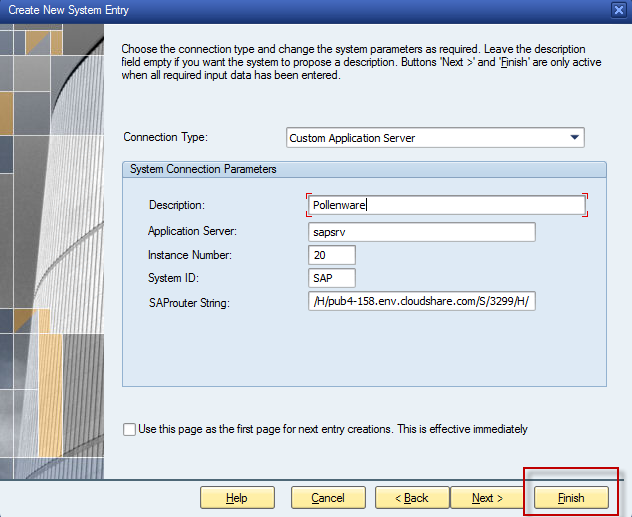 Create New System Entry
Choose the connection type and change the system parameters as required. Leave the description
field empty if you want the system to propose a description. Buttons 'Next >' and 'Finish' are only active
when all required input data has been entered.
Connection Type: Custom Application Server
System Connection Parameters
Description: Pollenware
Application Server: sapsrv
Instance Number: 20
System ID: SAP
SAProuter String: /H/pub4-158.env.cloudshare.com/S/3299/H/
Use this page as the first page for next entry creations. This is effective immediately
Help Cancel < Back Next > Finish